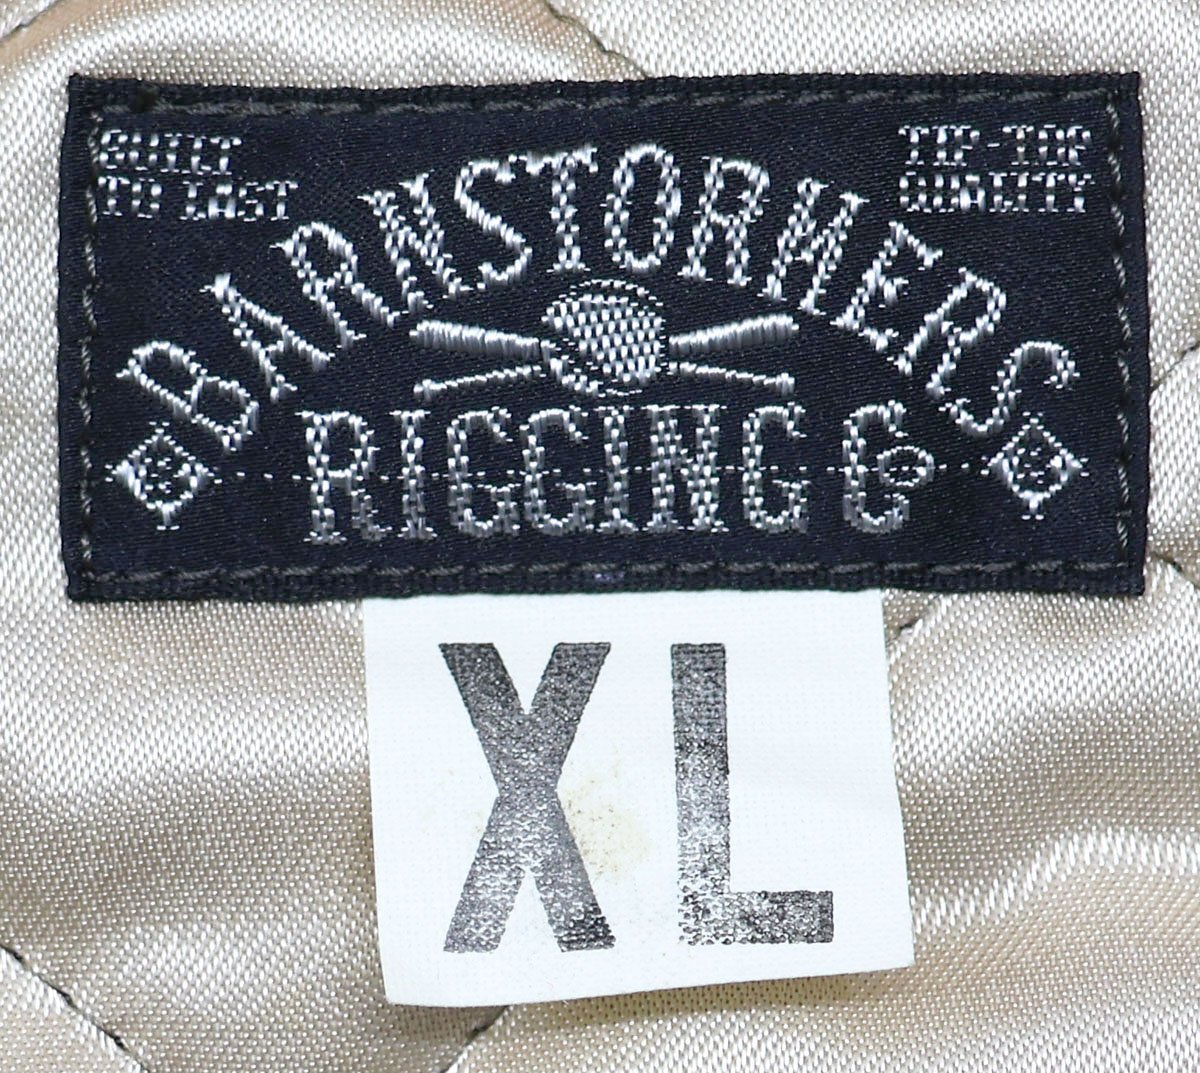 BUILT
TO LAST
TIP-TOP
QUALITY
BARNSTORMERS
RIGGING Co
XL